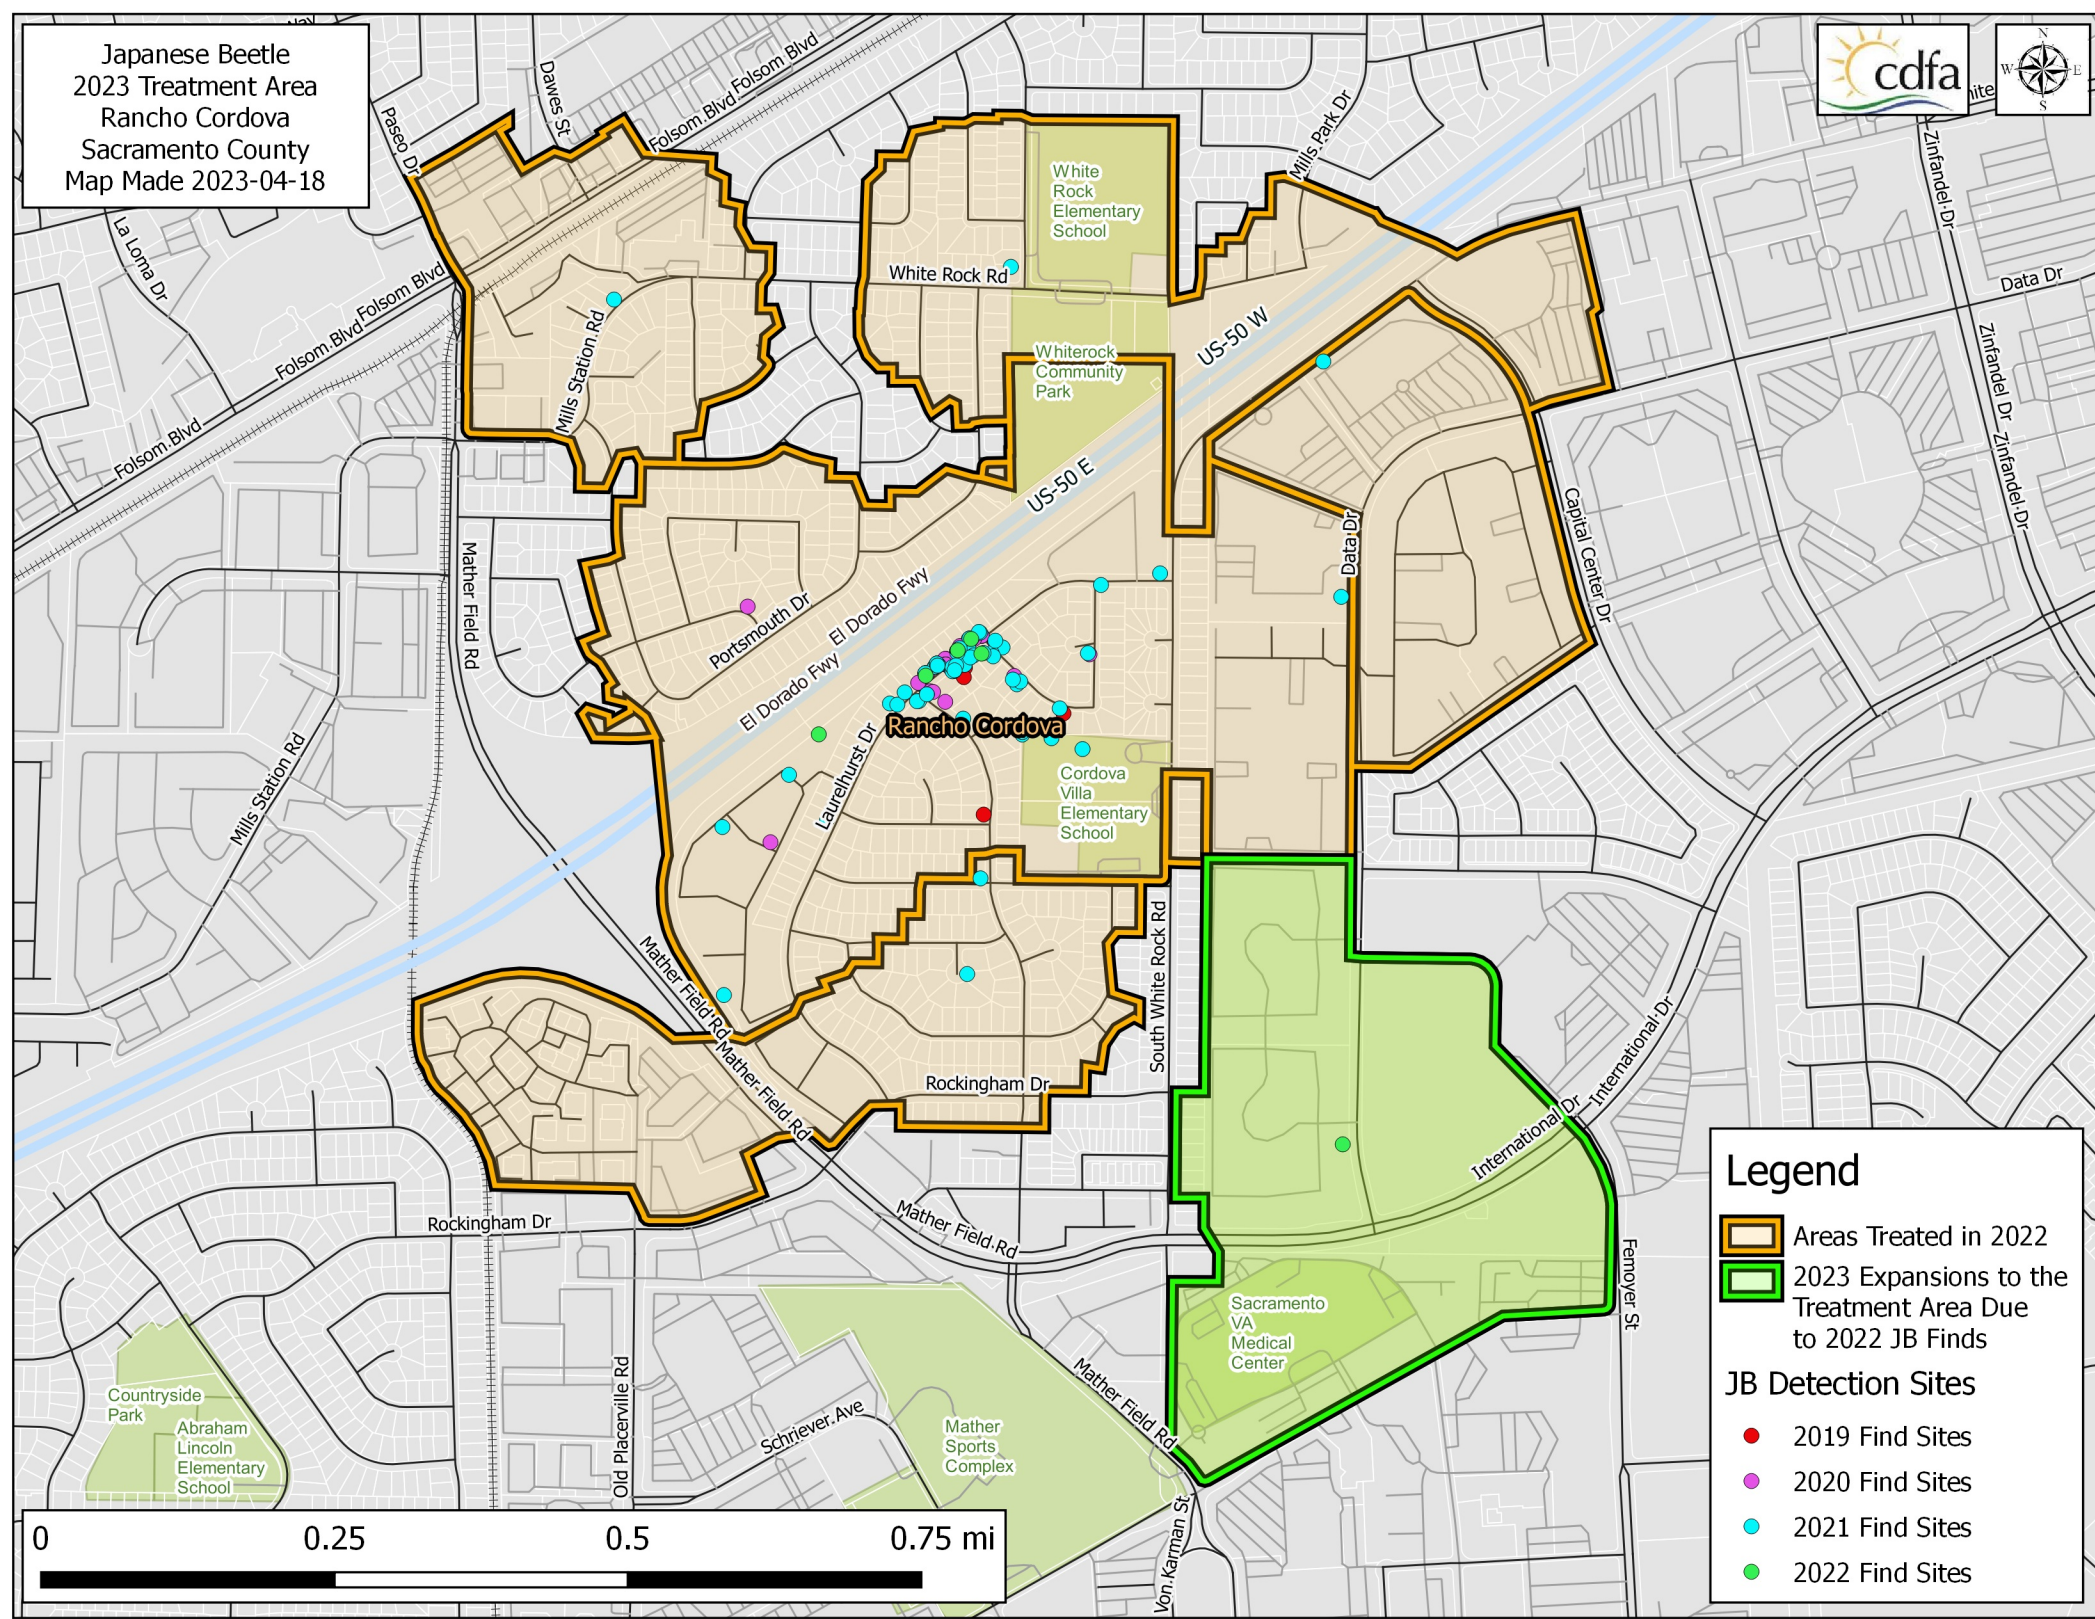 Japanese Beetle
2023 Treatment Area
Rancho Cordova
Sacramento County
Map Made 2023-04-18
cdfa
N
W
E
S
Way
Dawes St
Folsom Blvd
Folsom Blvd
Paseo Dr
Mills Park Dr
Zinfandel Dr
La Loma Dr
White
Rock
Elementary
School
White Rock Rd
Folsom Blvd
Folsom Blvd
Data Dr
Mills Station Rd
US-50 W
Whiterock
Community
Park
Zinfandel Dr
Zinfandel Dr
Folsom Blvd
US-50 E
Data Dr
Capital Center Dr
Mather Field Rd
El Dorado Fwy
Portsmouth Dr
El Dorado Fwy
Rancho Cordova
Laurelhurst Dr
Mills Station Rd
Cordova
Villa
Elementary
School
South White Rock Rd
Mather Field Rd
Mather Field Rd
Rockingham Dr
International Dr
International Dr
Rockingham Dr
Mather Field Rd
Femoyer St
Sacramento
VA
Medical
Center
Countryside
Park
Abraham
Lincoln
Elementary
School
Old Placerville Rd
Schriever Ave
Mather
Sports
Complex
Mather Field Rd
Von Karman St
Legend
Areas Treated in 2022
2023 Expansions to the
Treatment Area Due
to 2022 JB Finds
JB Detection Sites
2019 Find Sites
2020 Find Sites
2021 Find Sites
2022 Find Sites
0 0.25 0.5 0.75 mi